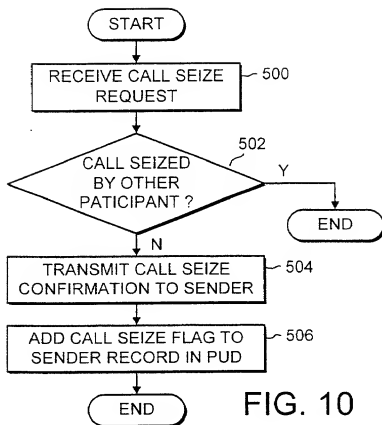 START
RECEIVE CALL SEIZE
REQUEST
500
502
CALL SEIZED
BY OTHER
PATICIPANT ?
Y
END
N
TRANSMIT CALL SEIZE
CONFIRMATION TO SENDER
504
ADD CALL SEIZE FLAG TO
SENDER RECORD IN PUD
506
END
FIG. 10